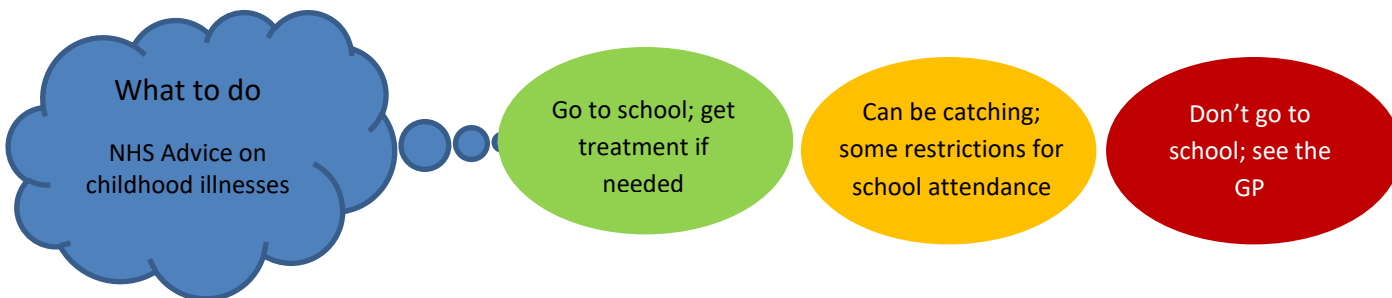 What to do
NHS Advice on
childhood illnesses
Go to school; get
treatment if
needed
Can be catching;
some restrictions for
school attendance
Don’t go to
school; see the
GP